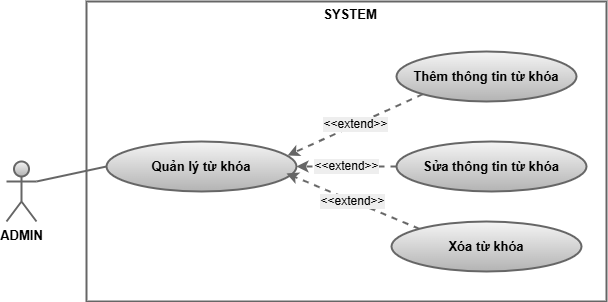 SYSTEM
Thêm thông tin từ khóa
<<extend>>
Quản lý từ khóa
<<extend>>
Sửa thông tin từ khóa
<<extend>>
ADMIN
Xóa từ khóa